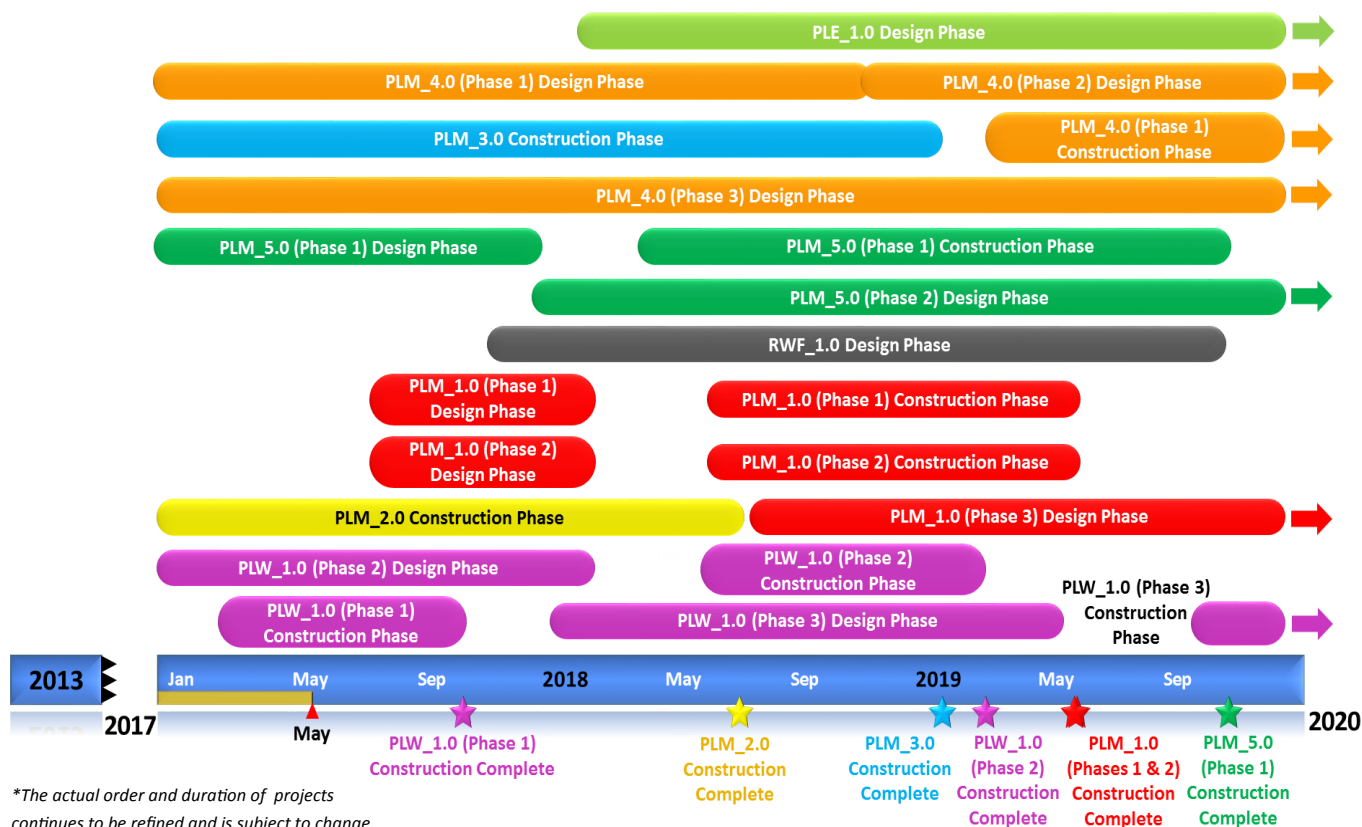 PLE_1.0 Design Phase
PLM_4.0 (Phase 1) Design Phase
PLM_4.0 (Phase 2) Design Phase
PLM_3.0 Construction Phase
PLM_4.0 (Phase 1)
Construction Phase
PLM_4.0 (Phase 3) Design Phase
PLM_5.0 (Phase 1) Design Phase
PLM_5.0 (Phase 1) Construction Phase
PLM_5.0 (Phase 2) Design Phase
RWF_1.0 Design Phase
PLM_1.0 (Phase 1)
Design Phase
PLM_1.0 (Phase 1) Construction Phase
PLM_1.0 (Phase 2)
Design Phase
PLM_1.0 (Phase 2) Construction Phase
PLM_2.0 Construction Phase
PLM_1.0 (Phase 3) Design Phase
PLW_1.0 (Phase 2) Design Phase
PLW_1.0 (Phase 2)
Construction Phase
PLW_1.0 (Phase 1)
Construction Phase
PLW_1.0 (Phase 3) Design Phase
PLW_1.0 (Phase 3)
Construction
Phase
2013
Jan
May
Sep
2018
May
Sep
2019
May
Sep
2017
May
2020
PLW_1.0 (Phase 1)
Construction Complete
PLM_2.0
Construction
Complete
PLM_3.0
Construction
Complete
PLW_1.0
(Phase 2)
Construction
Complete
PLM_1.0
(Phases 1 & 2)
Construction
Complete
PLM_5.0
(Phase 1)
Construction
Complete
*The actual order and duration of projects
continues to be refined and is subject to change